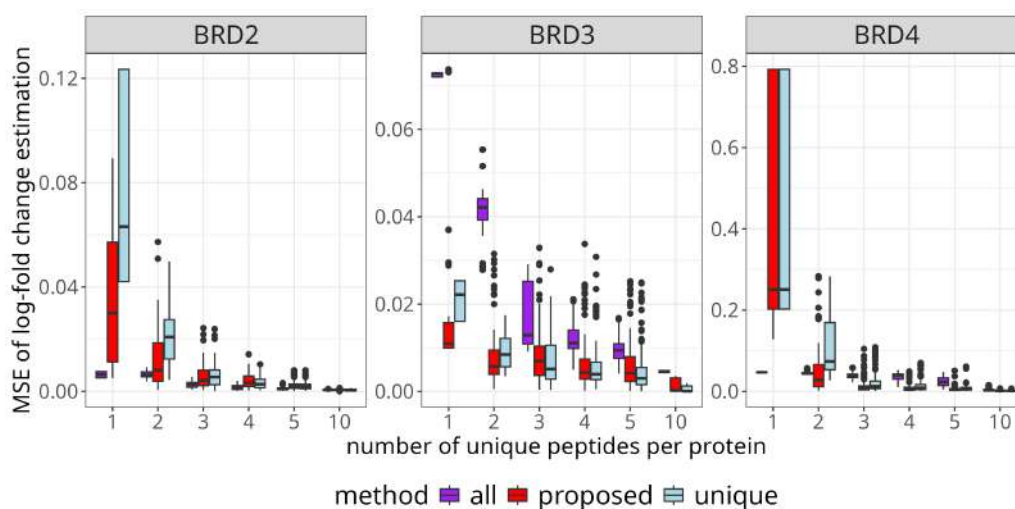 BRD2 BRD3 BRD4
MSE of log-fold change estimation
0.12
0.08
0.04
0.00
0.06
0.04
0.02
0.00
0.8
0.6
0.4
0.2
0.0
1 2 3 4 5 10 1 2 3 4 5 10 1 2 3 4 5 10
number of unique peptides per protein
method all proposed unique